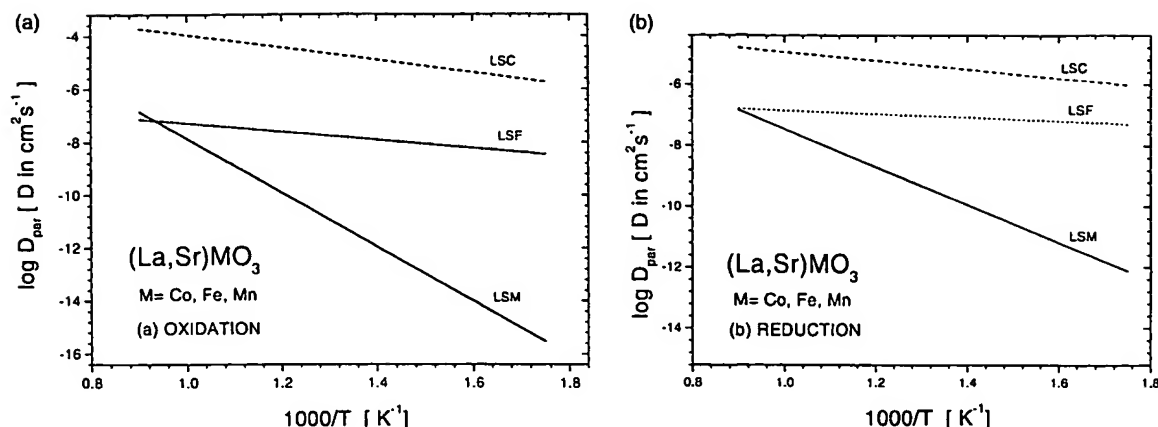 (a)
-4
-6
-8
-10
-12
-14
-16
log D_par [ D in cm²s⁻¹]
LSC
LSF
LSM
(La,Sr)MO₃
M= Co, Fe, Mn
(a) OXIDATION
0.8 1.0 1.2 1.4 1.6 1.8
1000/T [ K⁻¹]
(b)
-6
-8
-10
-12
-14
log D_par [ D in cm²s⁻¹]
LSC
LSF
LSM
(La,Sr)MO₃
M= Co, Fe, Mn
(b) REDUCTION
0.8 1.0 1.2 1.4 1.6 1.8
1000/T [ K⁻¹]